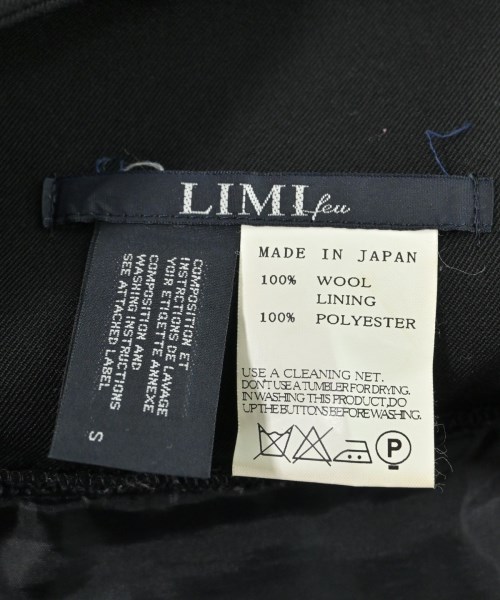 LIMI feu
COMPOSITION ET
INSTRUCTIONS DE LAVAGE
VOIR ETIQUETTE ANNEXE
COMPOSITION AND
WASHING INSTRUCTIONS
SEE ATTACHED LABEL
S
MADE IN JAPAN
100% WOOL
LINING
100% POLYESTER
USE A CLEANING NET.
DON'T USE A TUMBLER FOR DRYING.
IN WASHING THIS PRODUCT, DO
UP THE BUTTONS BEFORE WASHING.
P